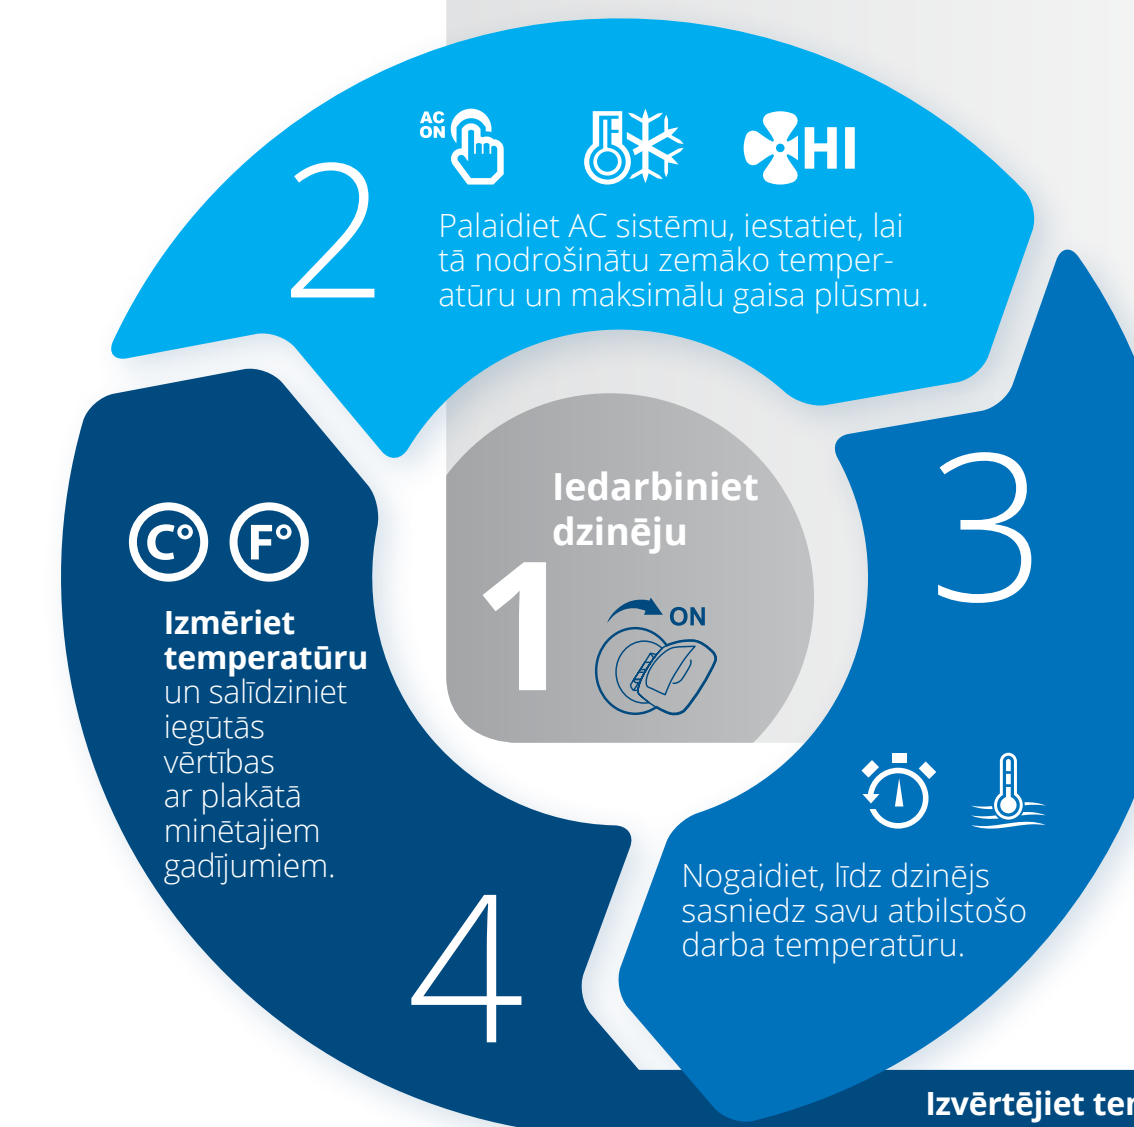 AC
ON
HI
2
Palaidiet AC sistēmu, iestatiet, lai
tā nodrošinātu zemāko temper-
atūru un maksimālu gaisa plūsmu.
Iedarbiniet
dzinēju
1
ON
3
Nogaidiet, līdz dzinējs
sasniedz savu atbilstošo
darba temperatūru.
C° F°
Izmēriet
temperatūru
un salīdziniet
iegūtās
vērtības
ar plakātā
minētajiem
gadījumiem.
4
Izvērtējiet